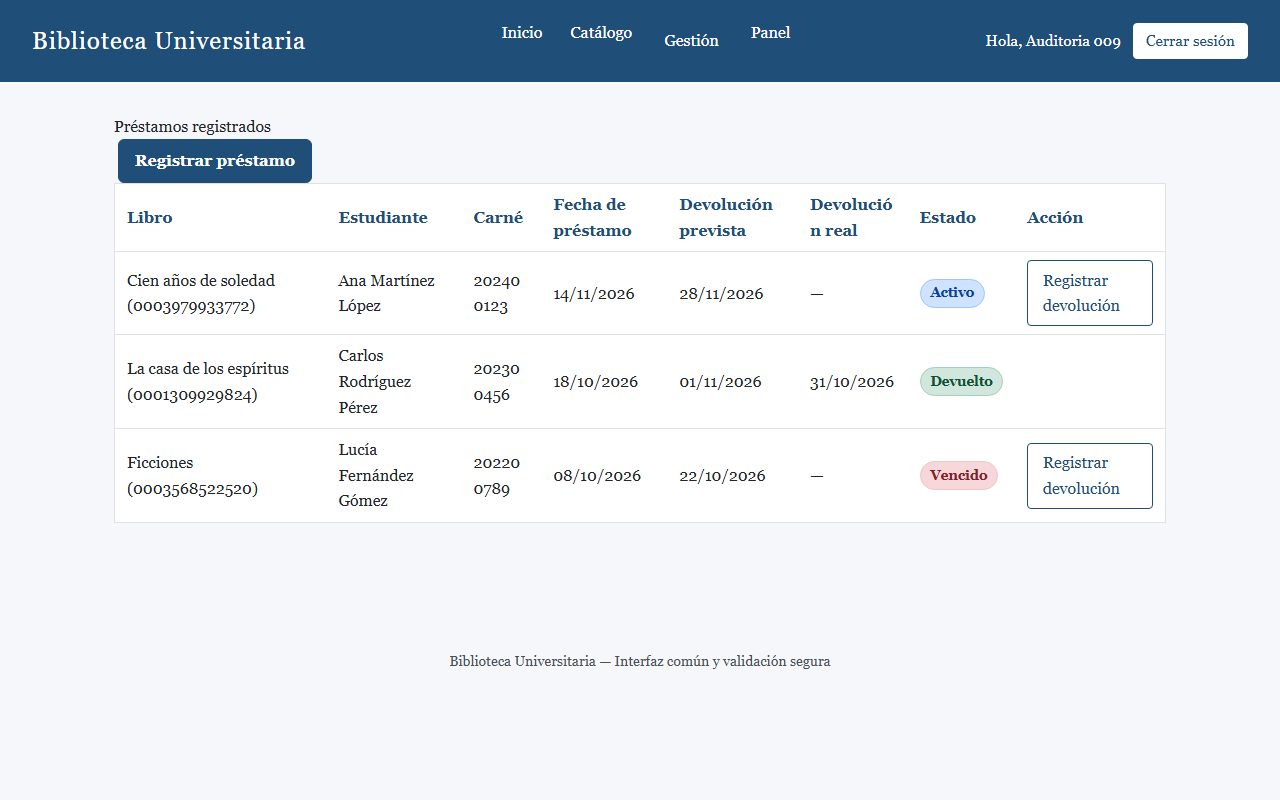 Biblioteca Universitaria
Inicio Catálogo Gestión Panel
Hola, Auditoria 009 Cerrar sesión
Préstamos registrados
Registrar préstamo
Libro Estudiante Carné Fecha de préstamo Devolución prevista Devolució n real Estado Acción
Cien años de soledad (0003979933772) Ana Martínez López 20240 0123 14/11/2026 28/11/2026 — Activo Registrar devolución
La casa de los espíritus (0001309929824) Carlos Rodríguez Pérez 20230 0456 18/10/2026 01/11/2026 31/10/2026 Devuelto
Ficciones (0003568522520) Lucía Fernández Gómez 20220 0789 08/10/2026 22/10/2026 — Vencido Registrar devolución
Biblioteca Universitaria — Interfaz común y validación segura